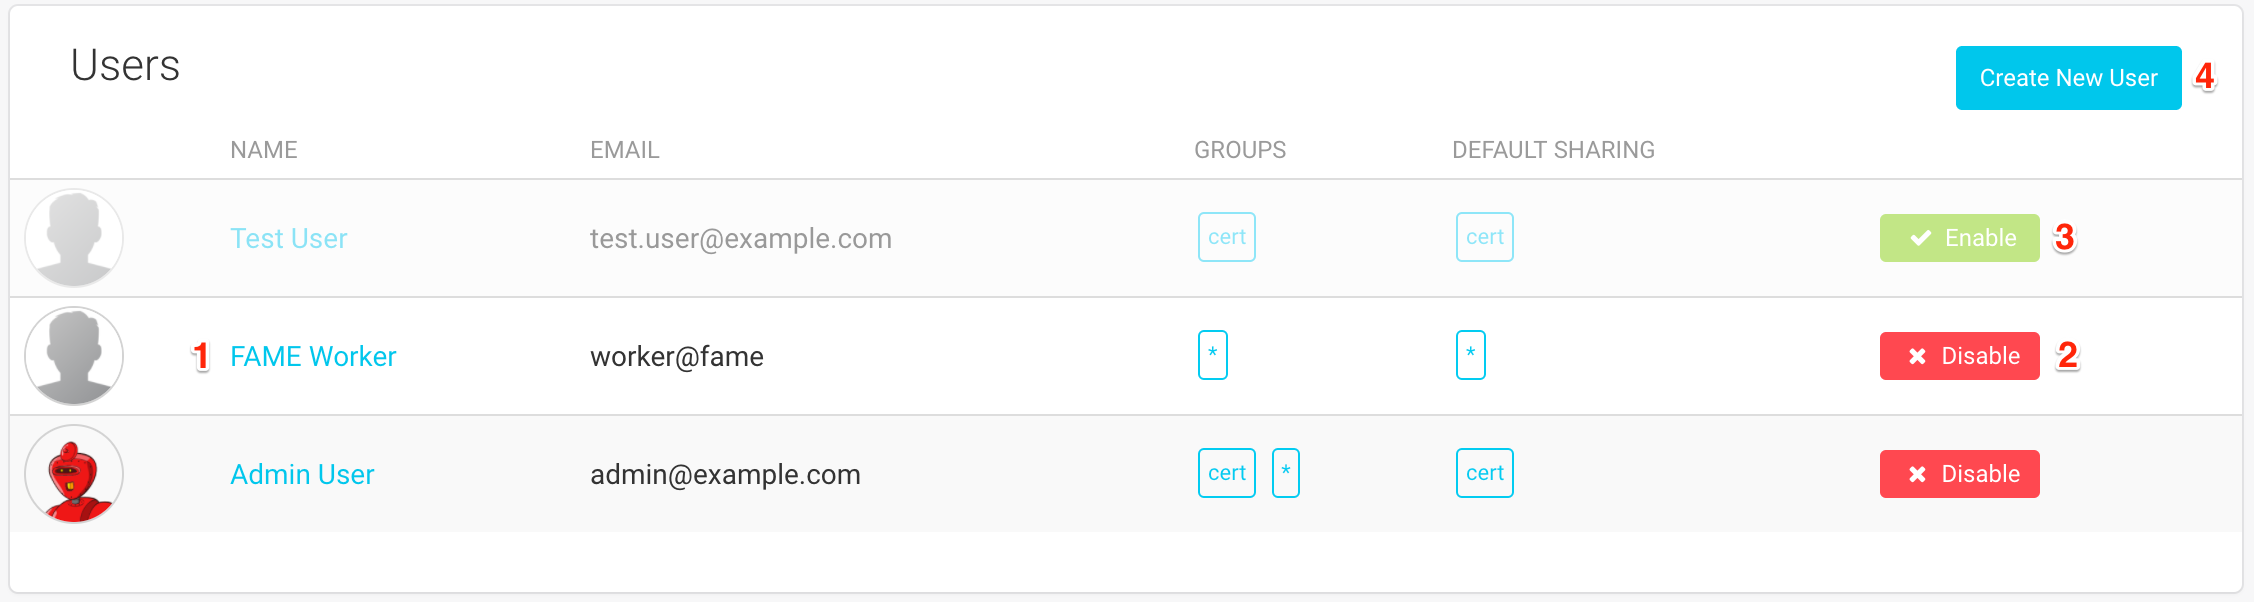 Users
Create New User 4
NAME EMAIL GROUPS DEFAULT SHARING
Test User test.user@example.com cert cert Enable 3
1 FAME Worker worker@fame * * Disable 2
Admin User admin@example.com cert * cert Disable